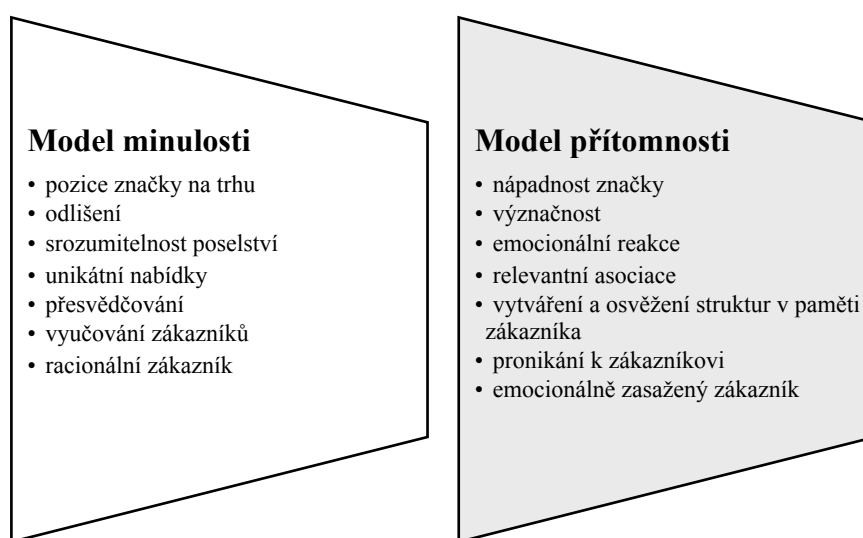 Model minulosti
• pozice značky na trhu
• odlišení
• srozumitelnost poselství
• unikátní nabídky
• přesvědčování
• vyučování zákazníků
• racionální zákazník
Model přítomnosti
• nápadnost značky
• význačnost
• emocionální reakce
• relevantní asociace
• vytváření a osvěžení struktur v paměti
zákazníka
• pronikání k zákazníkovi
• emocionálně zasažený zákazník